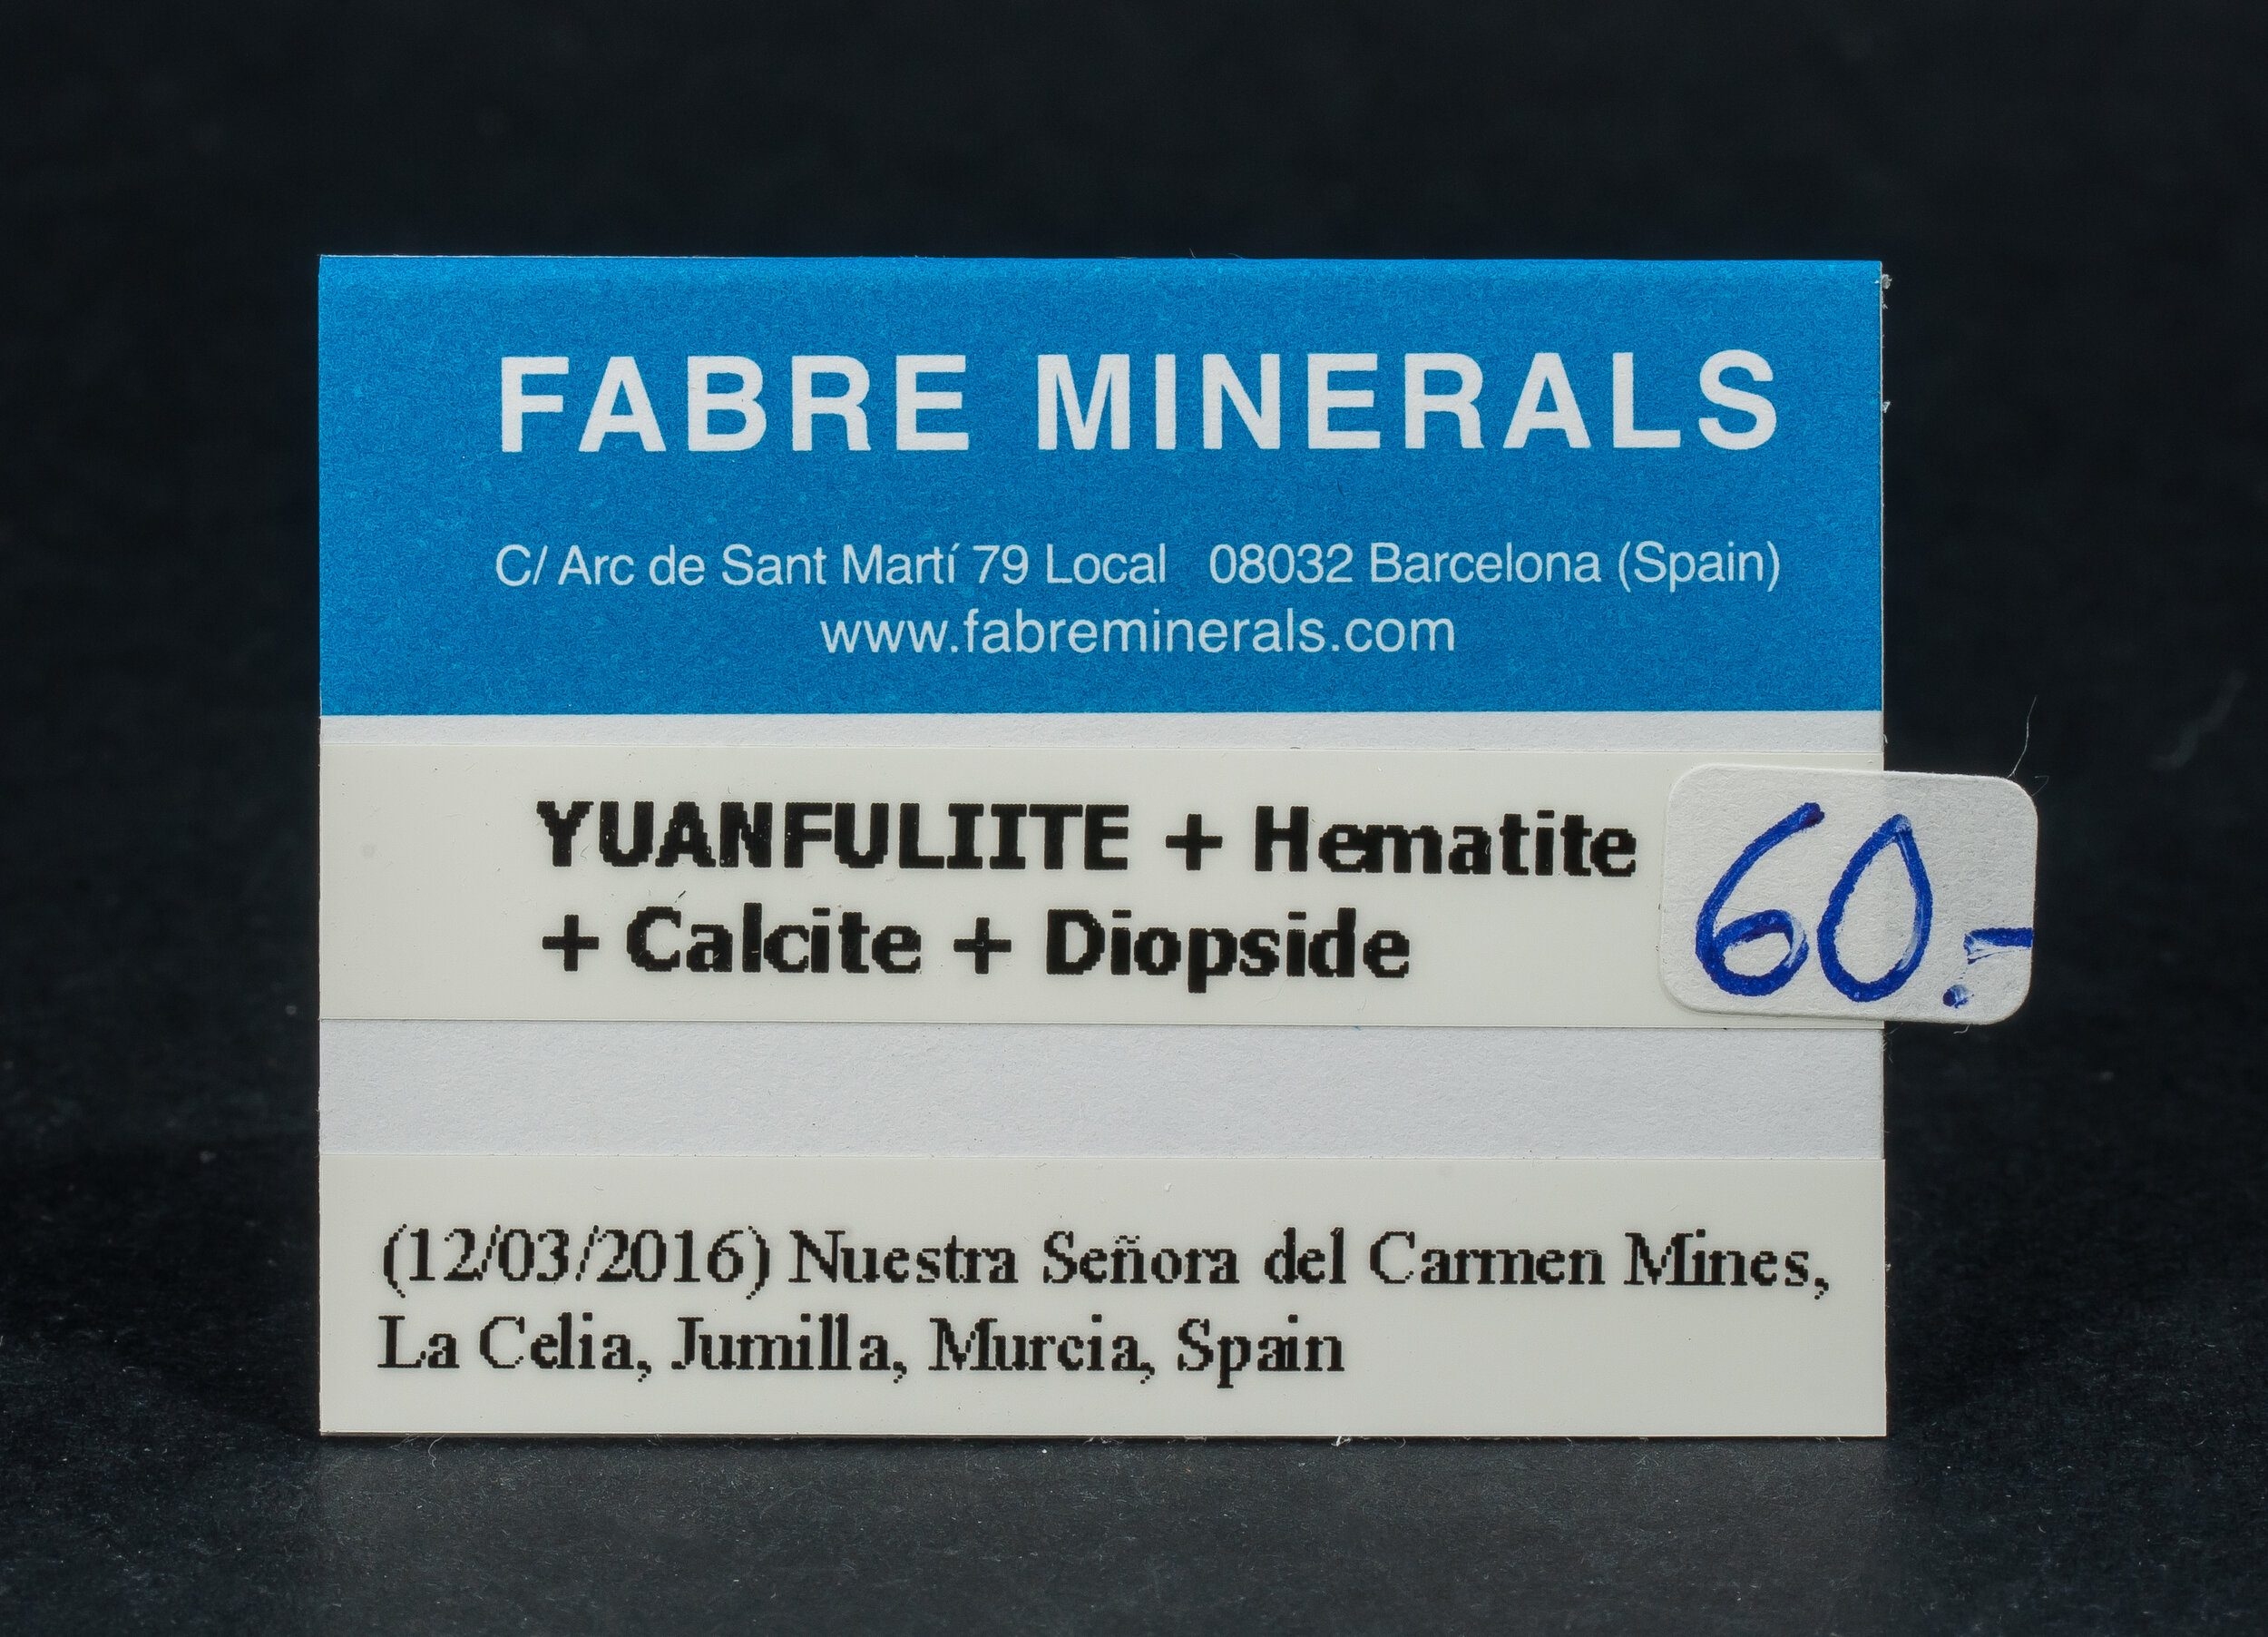 FABRE MINERALS
C/ Arc de Sant Martí 79 Local 08032 Barcelona (Spain)
www.fabreminerals.com
YUANFULIITE + Hematite
+ Calcite + Diopside
60.-
(12/03/2016) Nuestra Señora del Carmen Mines,
La Celia, Jumilla, Murcia, Spain